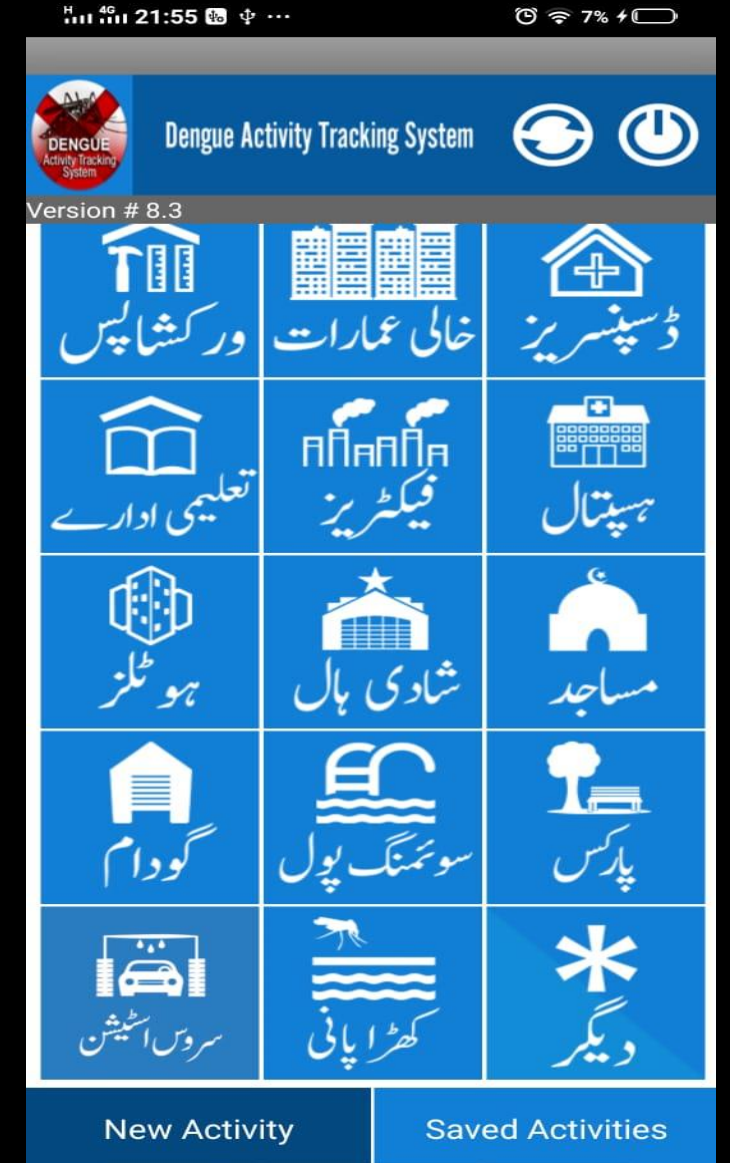 H 4G 21:55 7%
DENGUE
Activity Tracking
System
Dengue Activity Tracking System
Version # 8.3
ڈسپنسریز
خالی عمارات
ورکشاپس
ہسپتال
فیکٹریز
تعلیمی ادارے
مساجد
شادی ہال
ہوٹلز
پارکس
سوئمنگ پول
گودام
دیگر
کھڑا پانی
سروس اسٹیشن
New Activity
Saved Activities